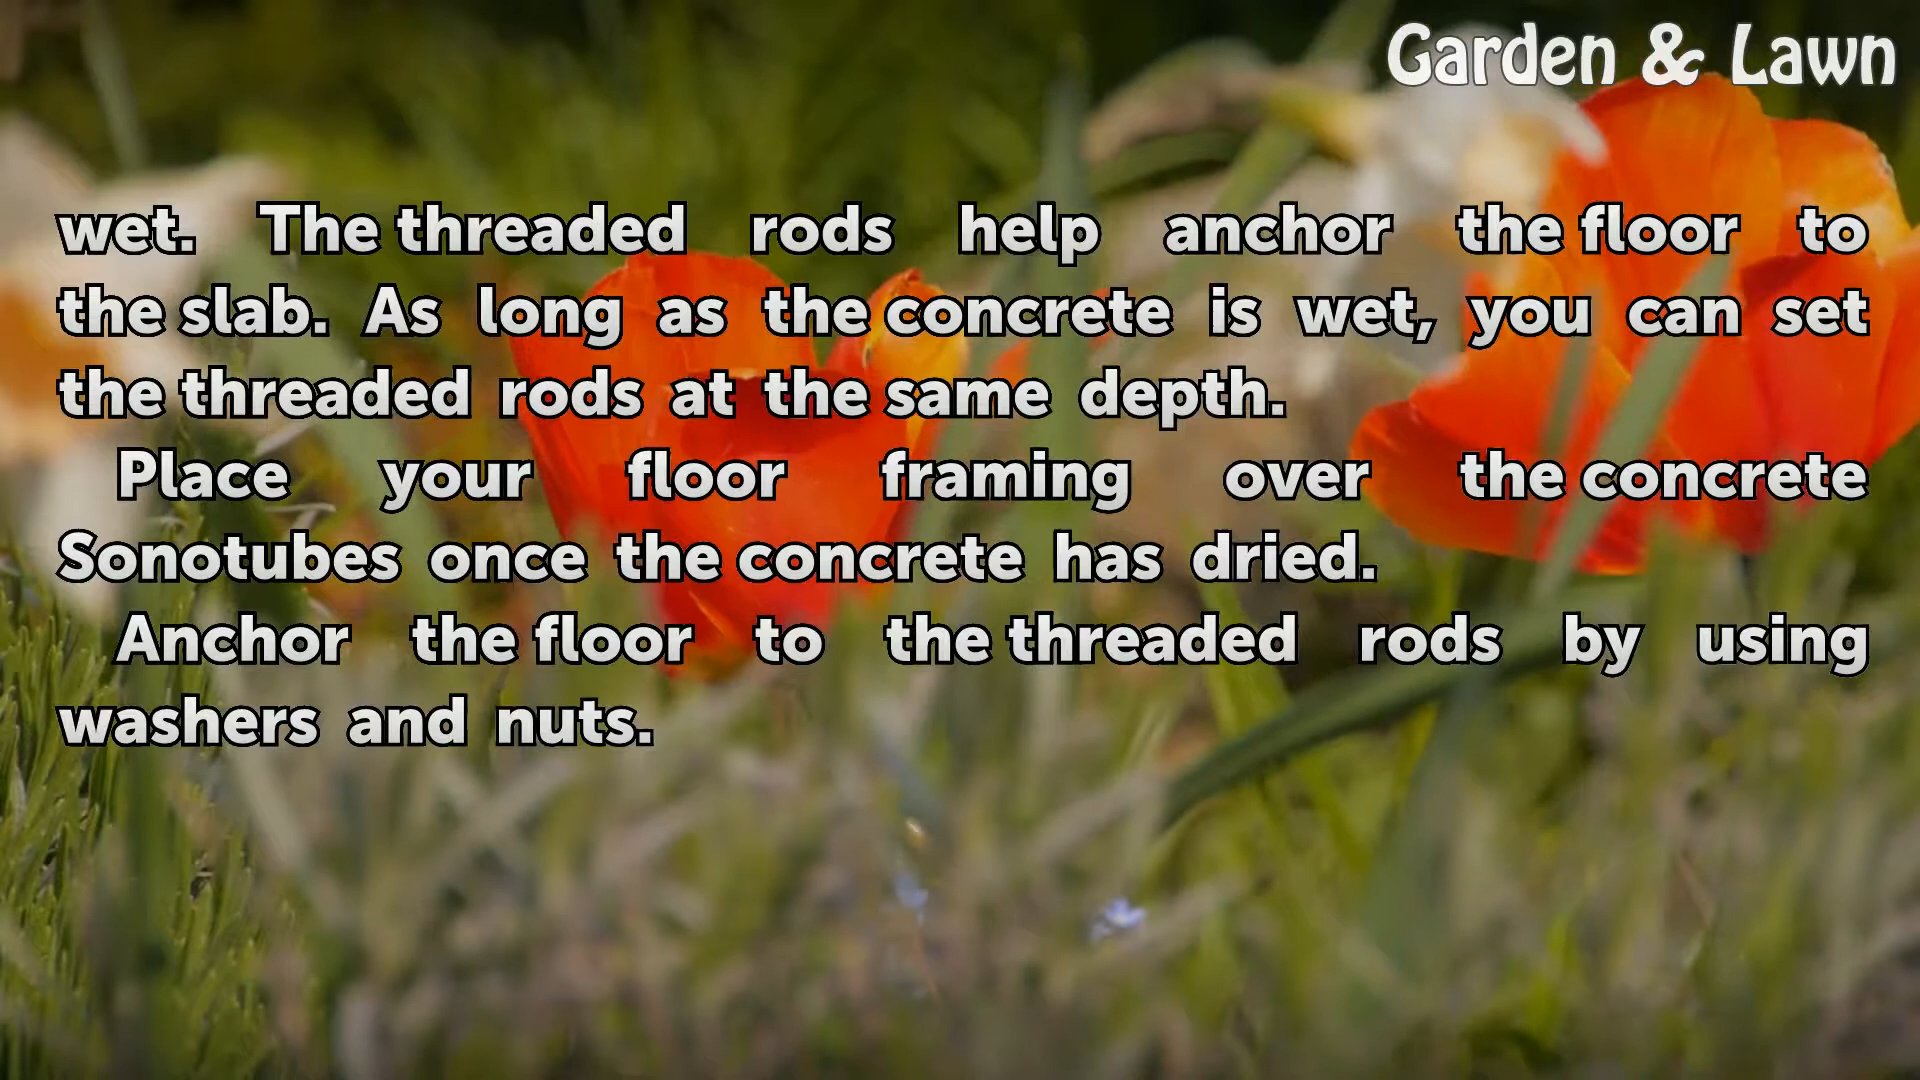 Garden & Lawn
wet. The threaded rods help anchor the floor to
the slab. As long as the concrete is wet, you can set
the threaded rods at the same depth.
Place your floor framing over the concrete
Sonotubes once the concrete has dried.
Anchor the floor to the threaded rods by using
washers and nuts.